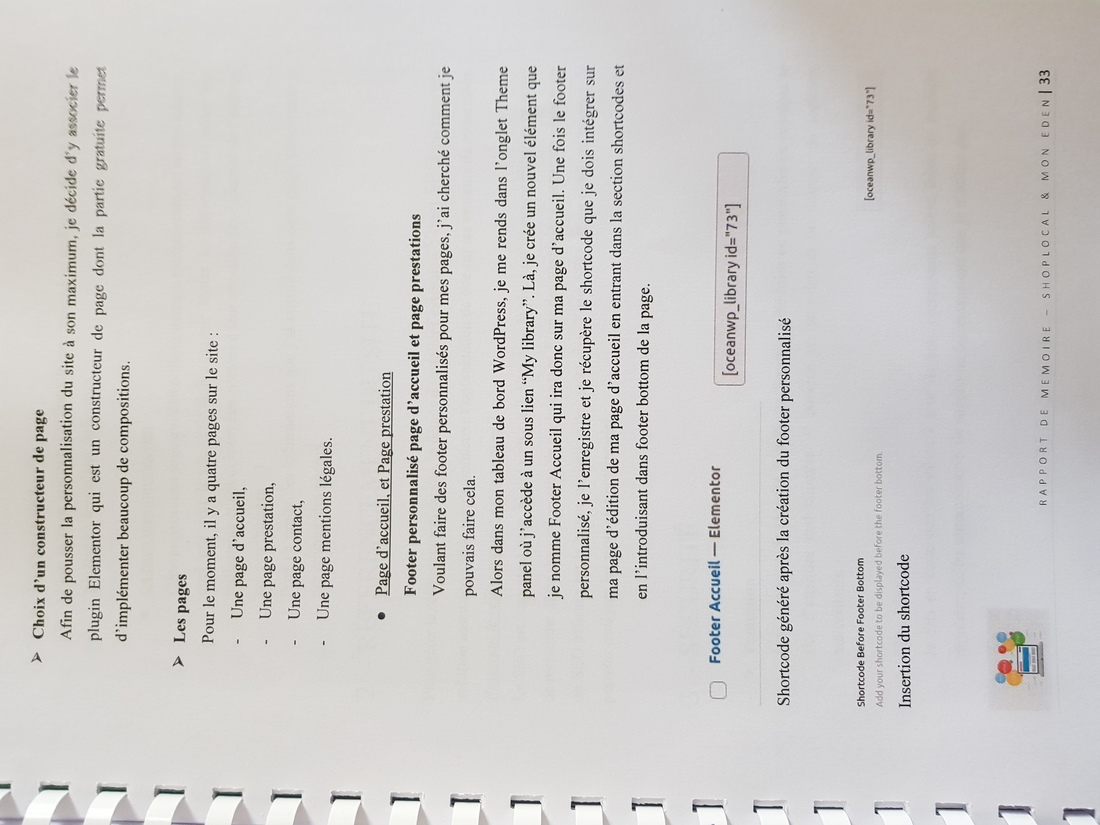 ➢ Choix d’un constructeur de page
Afin de pousser la personnalisation du site à son maximum, je décide d’y associer le
plugin Elementor qui est un constructeur de page dont la partie gratuite permet
d’implémenter beaucoup de compositions.
➢ Les pages
Pour le moment, il y a quatre pages sur le site :
- Une page d’accueil,
- Une page prestation,
- Une page contact,
- Une page mentions légales.
• Page d’accueil, et Page prestation
Footer personnalisé page d’accueil et page prestations
Voulant faire des footer personnalisés pour mes pages, j’ai cherché comment je
pouvais faire cela.
Alors dans mon tableau de bord WordPress, je me rends dans l’onglet Theme
panel où j’accède à un sous lien “My library”. Là, je crée un nouvel élément que
je nomme Footer Accueil qui ira donc sur ma page d’accueil. Une fois le footer
personnalisé, je l’enregistre et je récupère le shortcode que je dois intégrer sur
ma page d’édition de ma page d’accueil en entrant dans la section shortcodes et
en l’introduisant dans footer bottom de la page.
Footer Accueil — Elementor [oceanwp_library id="73"]
Shortcode généré après la création du footer personnalisé
Shortcode Before Footer Bottom
Add your shortcode to be displayed before the footer bottom. [oceanwp_library id="73"]
Insertion du shortcode
RAPPORT DE MEMOIRE – SHOPLOCAL & MON EDEN | 33